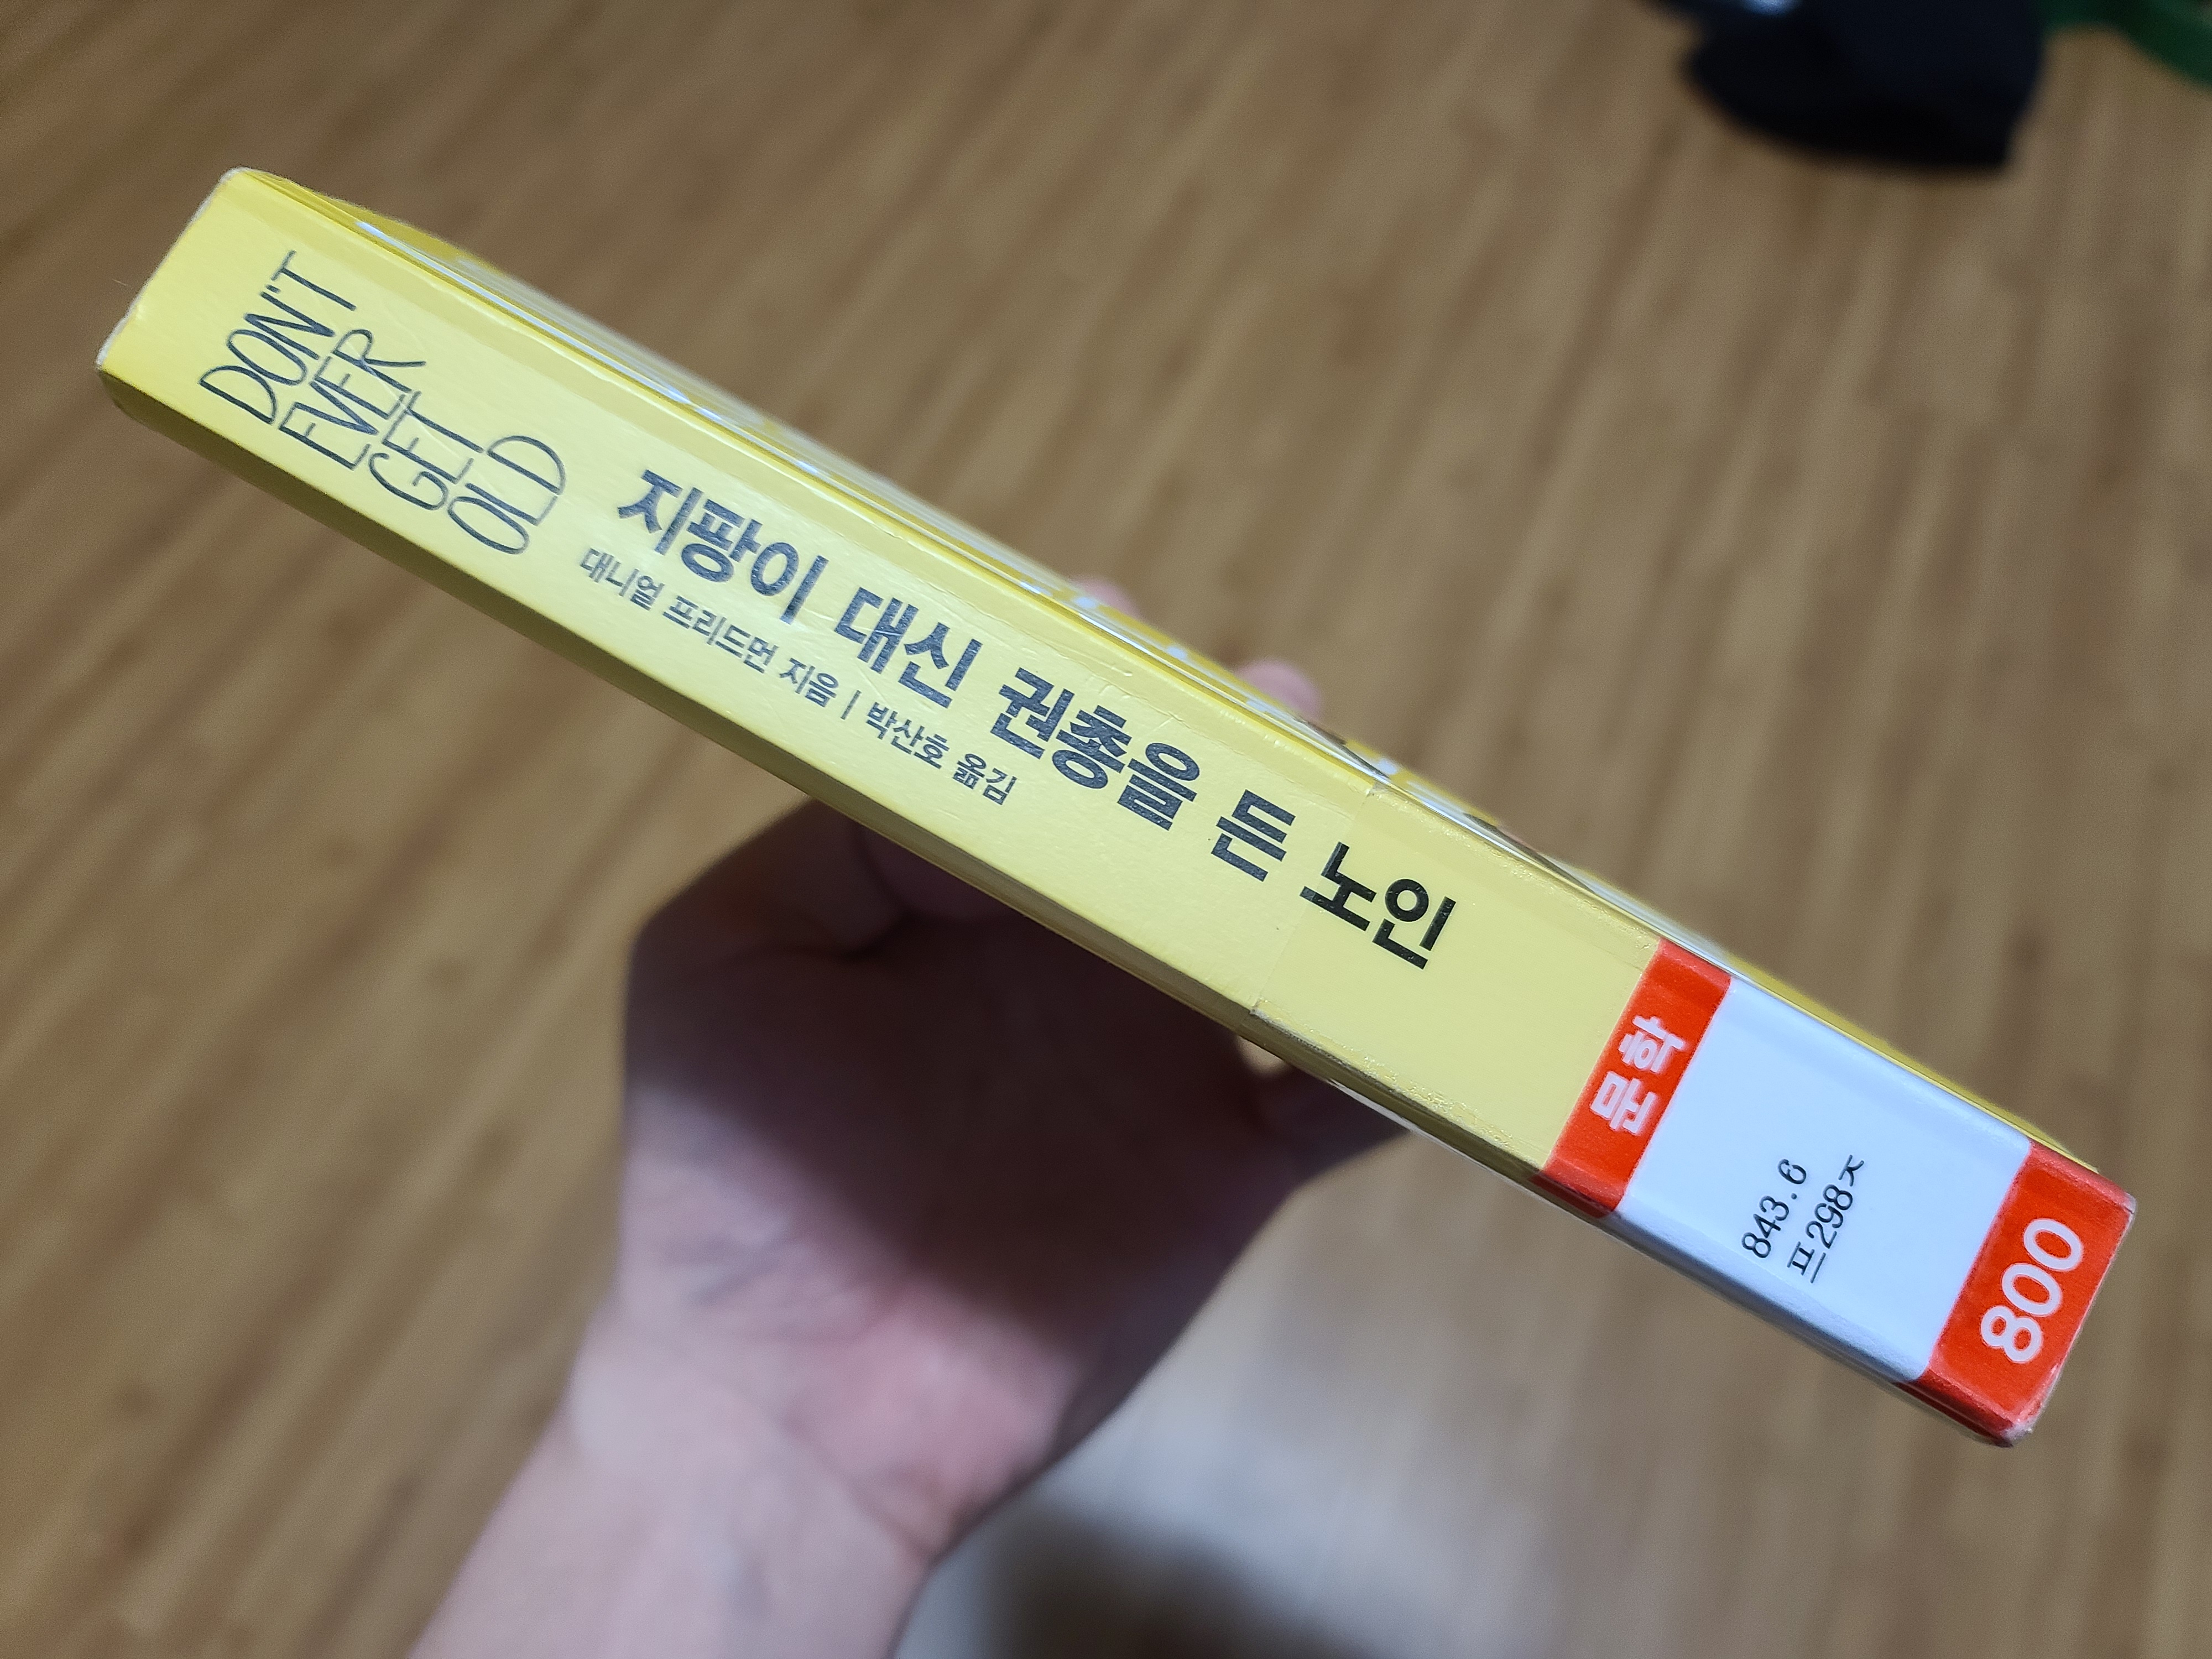 DON'T
EVER
GET
OLD
지팡이 대신 권총을 든 노인
대니얼 프리드먼 지음 | 박산호 옮김
문학
843.6
프298ㅈ
800